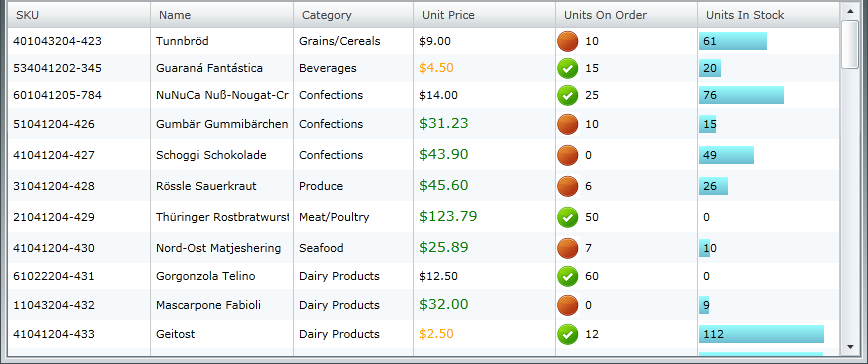 SKU Name Category Unit Price Units On Order Units In Stock
401043204-423 Tunnbröd Grains/Cereals $9.00 10 61
534041202-345 Guaraná Fantástica Beverages $4.50 15 20
601041205-784 NuNuCa Nuß-Nougat-Cr Confections $14.00 25 76
51041204-426 Gumbär Gummibärchen Confections $31.23 10 15
41041204-427 Schoggi Schokolade Confections $43.90 0 49
31041204-428 Rössle Sauerkraut Produce $45.60 6 26
21041204-429 Thüringer Rostbratwurst Meat/Poultry $123.79 50 0
41041204-430 Nord-Ost Matjeshering Seafood $25.89 7 10
61022204-431 Gorgonzola Telino Dairy Products $12.50 60 0
11043204-432 Mascarpone Fabioli Dairy Products $32.00 0 9
41041204-433 Geitost Dairy Products $2.50 12 112